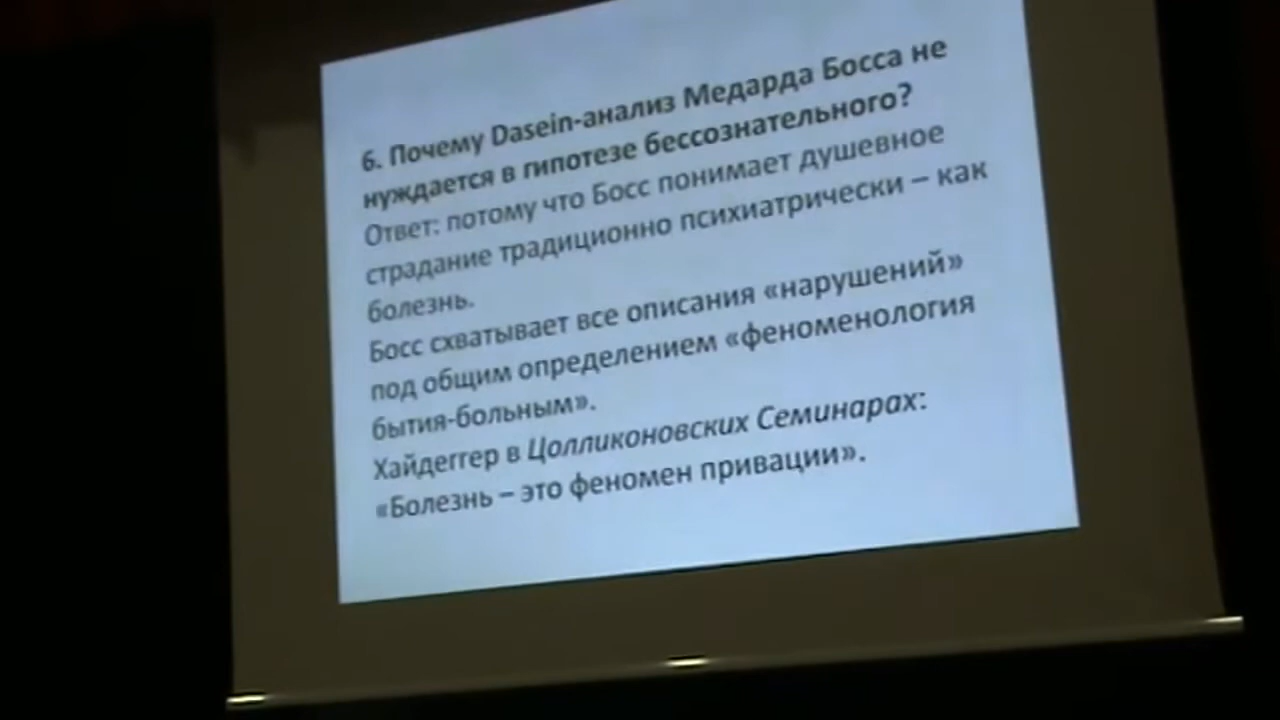 6. Почему Dasein-анализ Медарда Босса не
нуждается в гипотезе бессознательного?
Ответ: потому что Босс понимает душевное
страдание традиционно психиатрически – как
болезнь.
Босс схватывает все описания «нарушений»
под общим определением «феноменология
бытия-больным».
Хайдеггер в Цолликоновских Семинарах:
«Болезнь – это феномен привации».